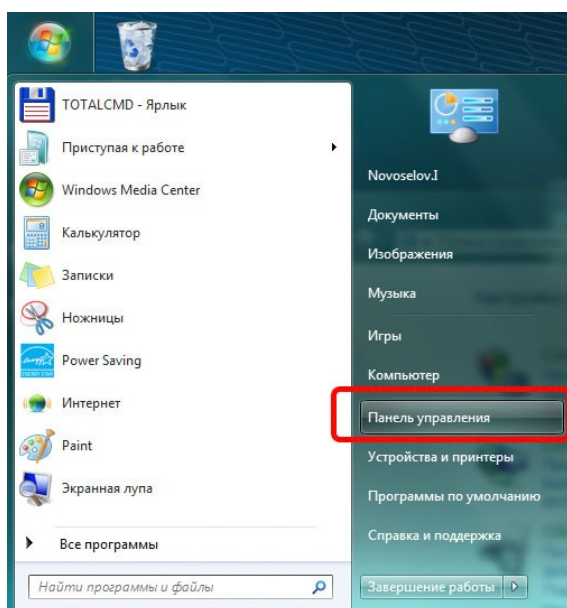 TOTALCMD - Ярлык
Приступая к работе
Windows Media Center
Калькулятор
Записки
Ножницы
Power Saving
Интернет
Paint
Экранная лупа
Все программы
Найти программы и файлы
Novoselov.I
Документы
Изображения
Музыка
Игры
Компьютер
Панель управления
Устройства и принтеры
Программы по умолчанию
Справка и поддержка
Завершение работы